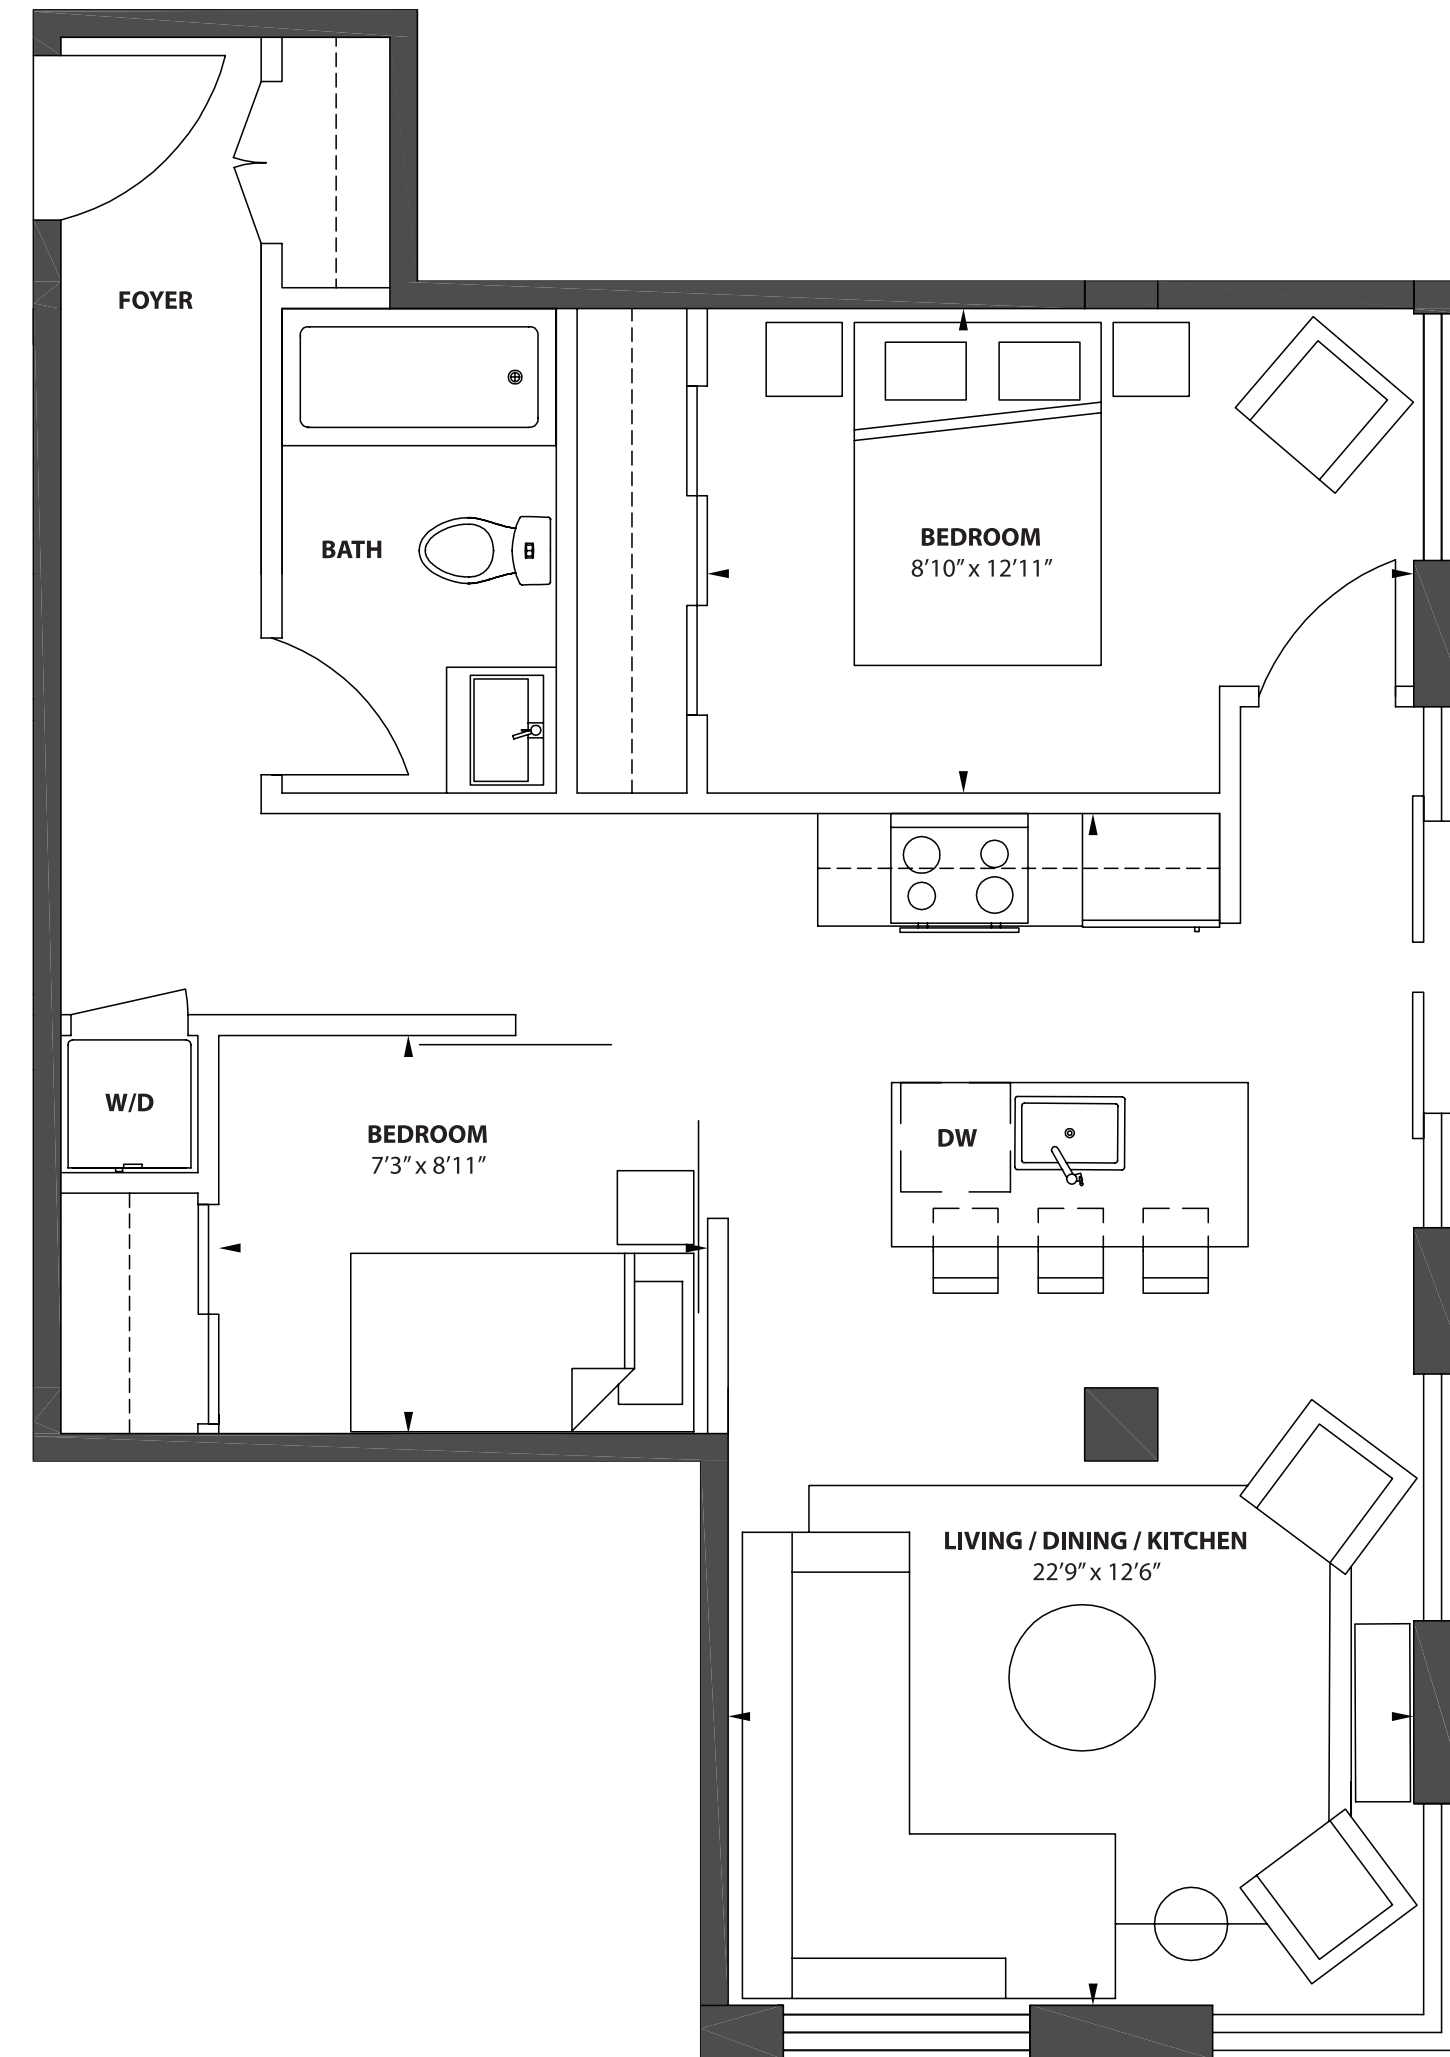 FOYER
BATH
BEDROOM
8’10” x 12’11”
W/D
BEDROOM
7’3” x 8’11”
DW
LIVING / DINING / KITCHEN
22’9” x 12’6”